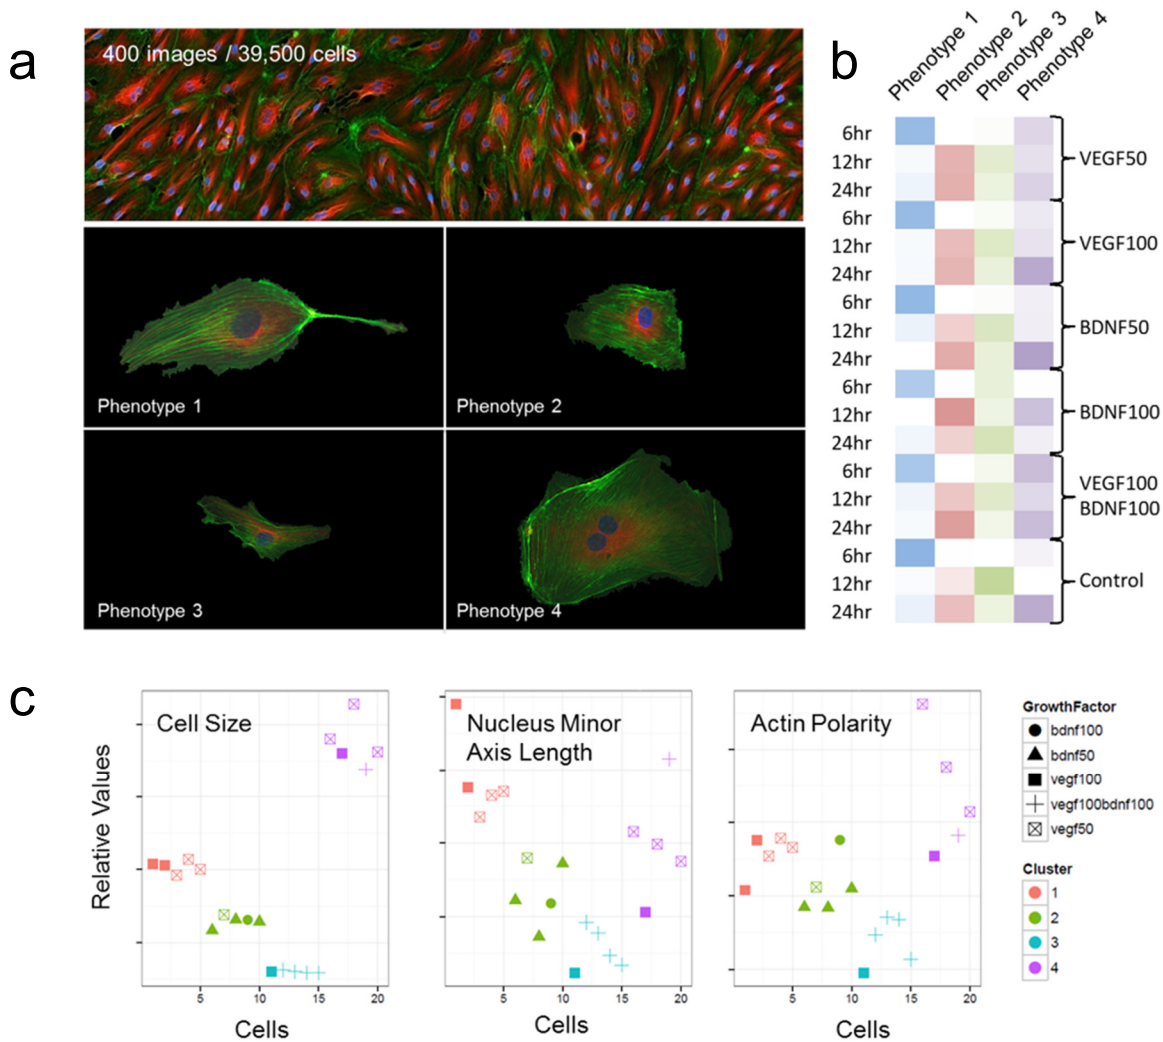 a
400 images / 39,500 cells
Phenotype 1
Phenotype 2
Phenotype 3
Phenotype 4
b
Phenotype 1
Phenotype 2
Phenotype 3
Phenotype 4
6hr
12hr
24hr
VEGF50
6hr
12hr
24hr
VEGF100
6hr
12hr
24hr
BDNF50
6hr
12hr
24hr
BDNF100
6hr
12hr
24hr
VEGF100
BDNF100
6hr
12hr
24hr
Control
c
Relative Values
Cell Size
5
10
15
20
Cells
Nucleus Minor
Axis Length
5
10
15
20
Cells
Actin Polarity
5
10
15
20
Cells
GrowthFactor
bdnf100
bdnf50
vegf100
vegf100bdnf100
vegf50
Cluster
1
2
3
4